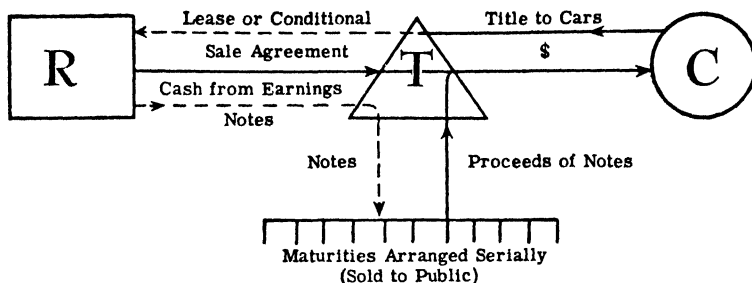 Lease or Conditional
Title to Cars
R
T
C
Sale Agreement
$
Cash from Earnings
Notes
Notes
Proceeds of Notes
Maturities Arranged Serially
(Sold to Public)